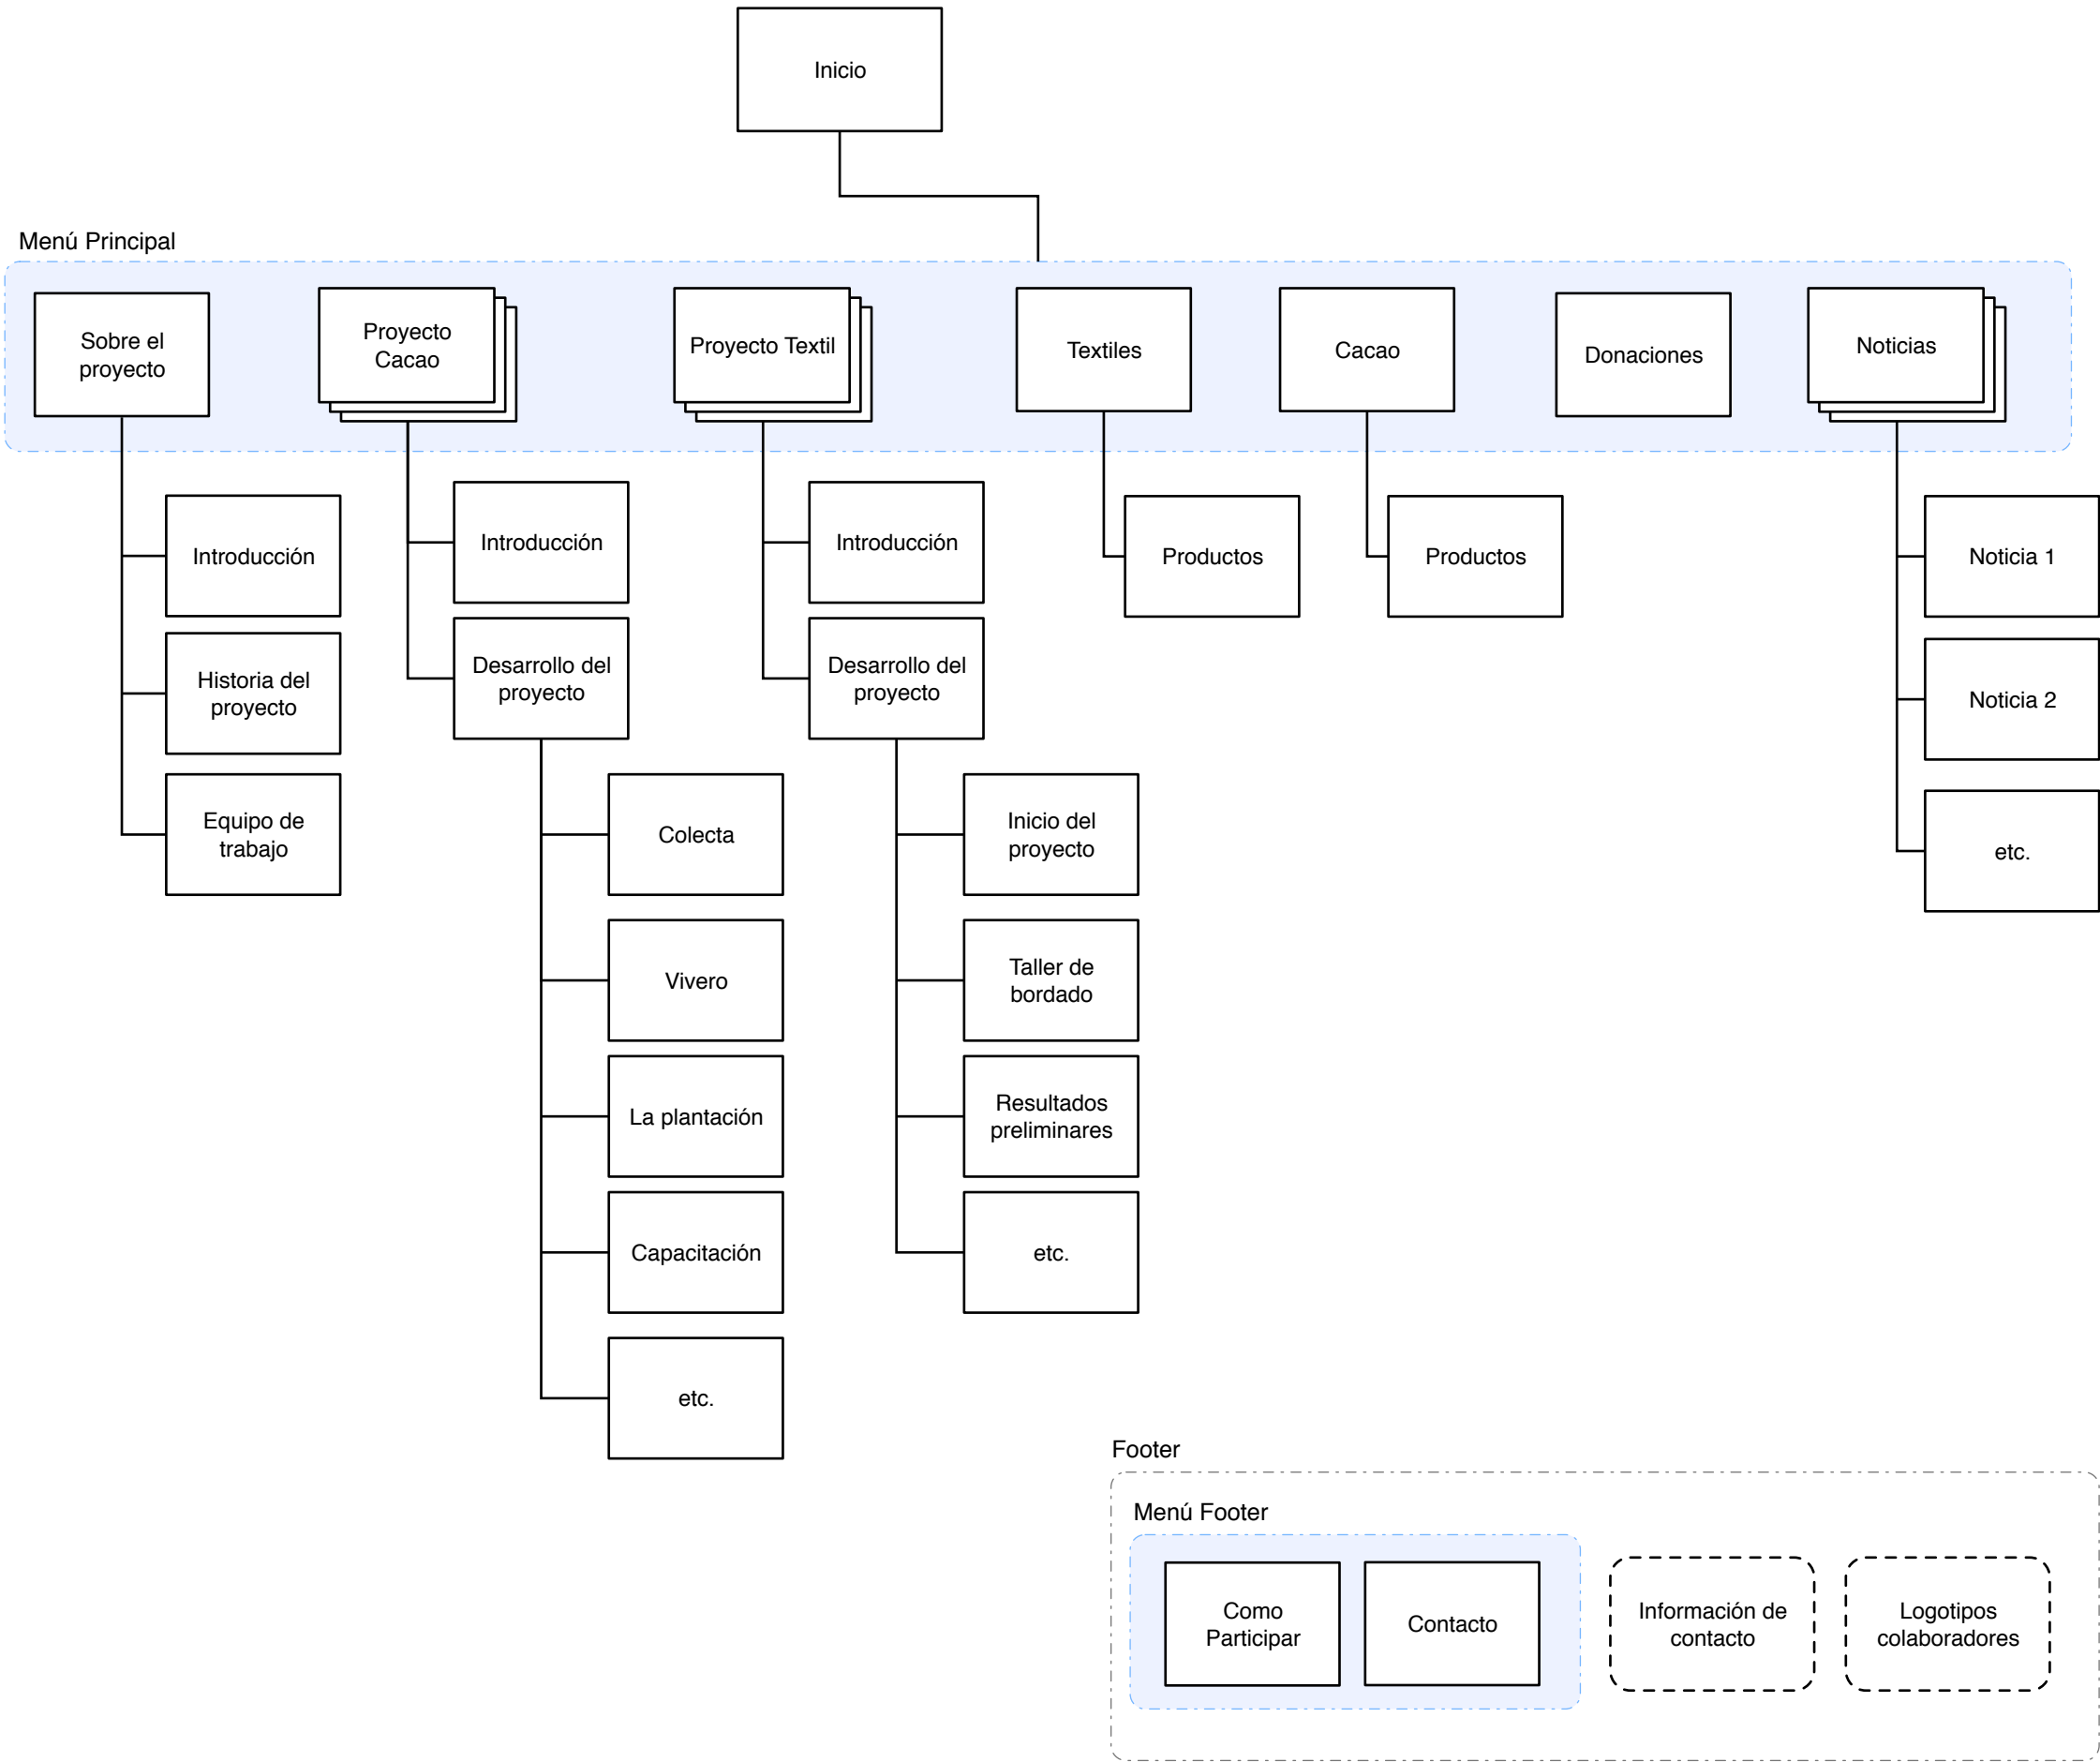 Inicio
Menú Principal
Sobre el
proyecto
Proyecto
Cacao
Proyecto Textil
Textiles
Cacao
Donaciones
Noticias
Introducción
Historia del
proyecto
Equipo de
trabajo
Introducción
Desarrollo del
proyecto
Colecta
Vivero
La plantación
Capacitación
etc.
Introducción
Desarrollo del
proyecto
Inicio del
proyecto
Taller de
bordado
Resultados
preliminares
etc.
Productos
Productos
Noticia 1
Noticia 2
etc.
Footer
Menú Footer
Como
Participar
Contacto
Información de
contacto
Logotipos
colaboradores